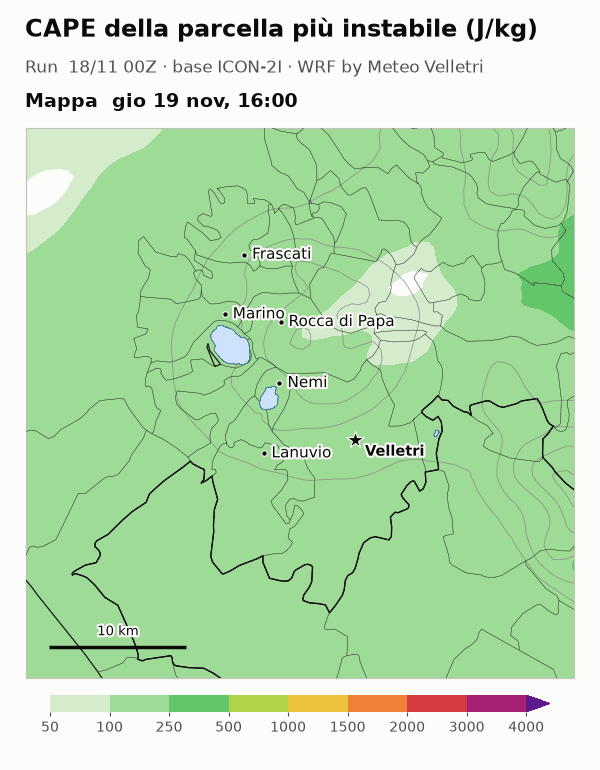 CAPE della parcella più instabile (J/kg)
Run  18/11 00Z · base ICON-2I · WRF by Meteo Velletri
Mappa  gio 19 nov, 16:00
Frascati
Marino
Rocca di Papa
Nemi
Velletri
Lanuvio
10 km
50 100 250 500 1000 1500 2000 3000 4000